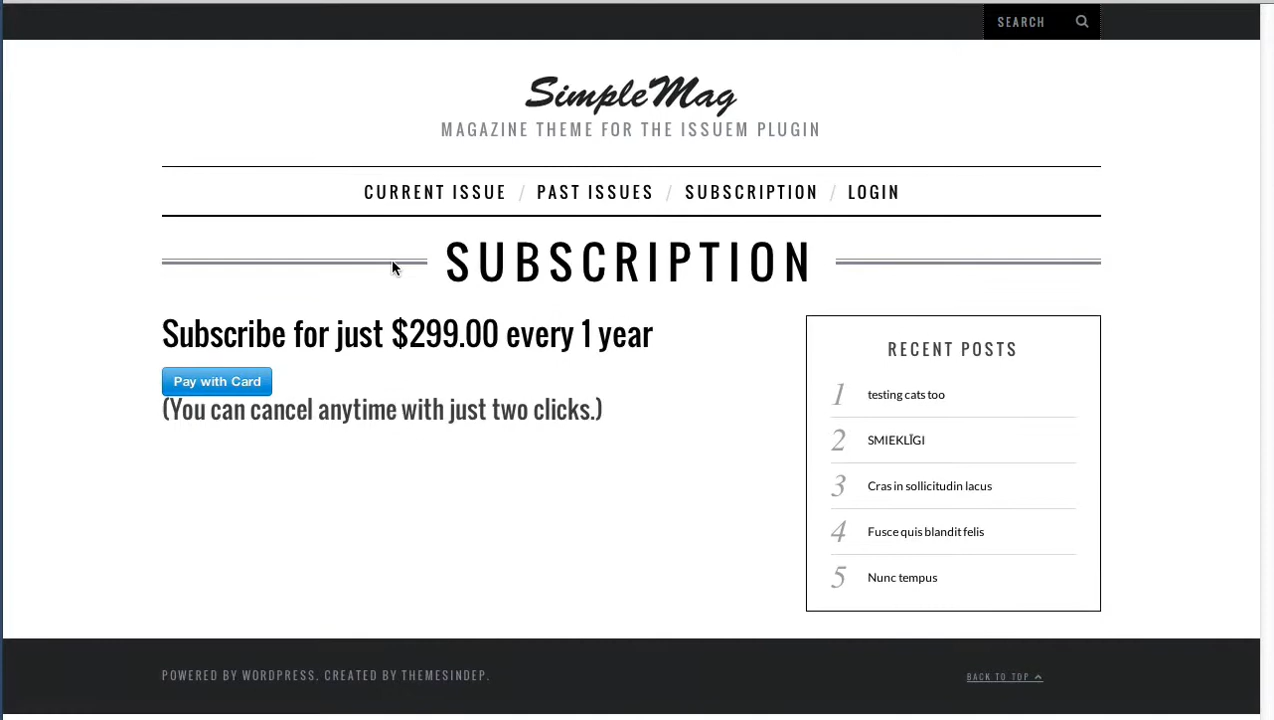 SEARCH
SimpleMag
MAGAZINE THEME FOR THE ISSUEM PLUGIN
CURRENT ISSUE / PAST ISSUES / SUBSCRIPTION / LOGIN
SUBSCRIPTION
Subscribe for just $299.00 every 1 year
Pay with Card
(You can cancel anytime with just two clicks.)
RECENT POSTS
1 testing cats too
2 SMIEKLĪGI
3 Cras in sollicitudin lacus
4 Fusce quis blandit felis
5 Nunc tempus
POWERED BY WORDPRESS. CREATED BY THEMESINDEP.
BACK TO TOP